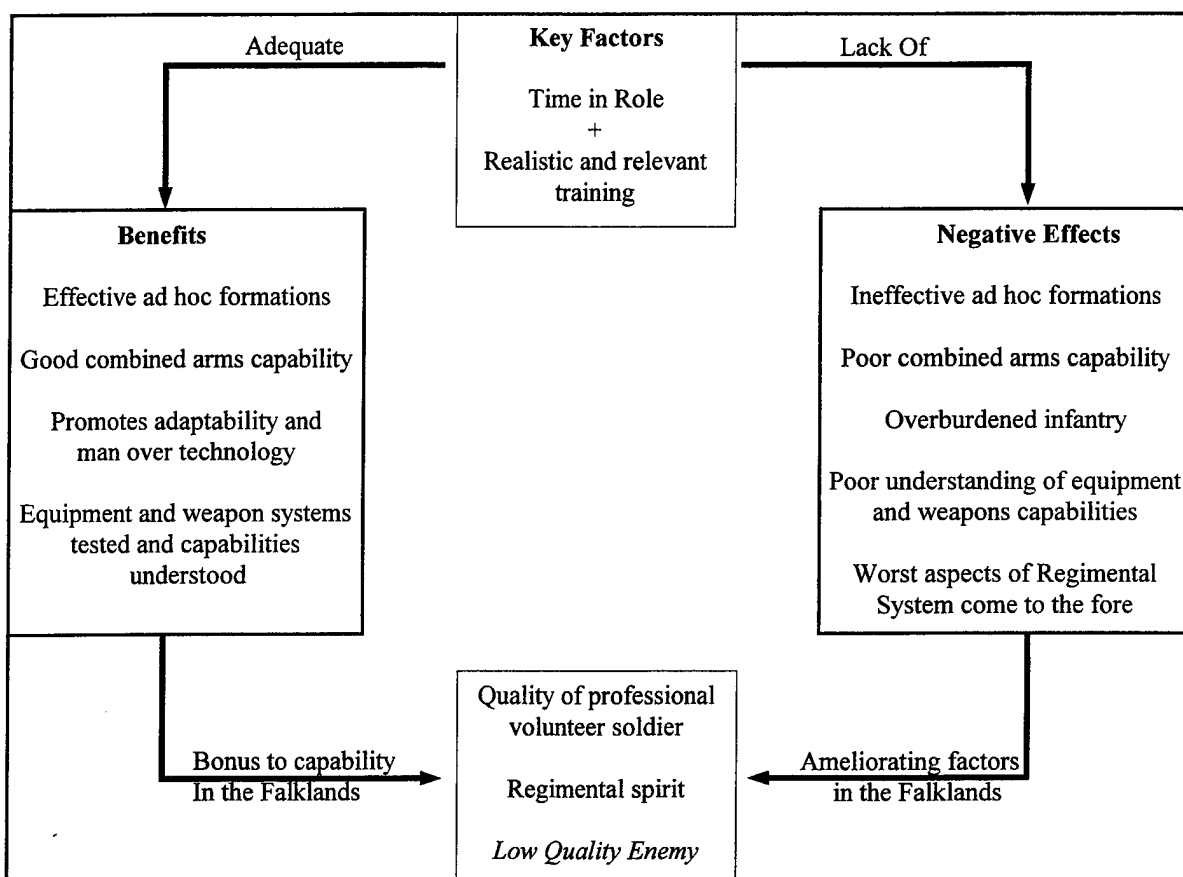 Key Factors
Adequate
Lack Of
Time in Role
+
Realistic and relevant
training
Benefits
Effective ad hoc formations
Good combined arms capability
Promotes adaptability and
man over technology
Equipment and weapon systems
tested and capabilities
understood
Negative Effects
Ineffective ad hoc formations
Poor combined arms capability
Overburdened infantry
Poor understanding of equipment
and weapons capabilities
Worst aspects of Regimental
System come to the fore
Bonus to capability
In the Falklands
Quality of professional
volunteer soldier
Regimental spirit
Low Quality Enemy
Ameliorating factors
in the Falklands